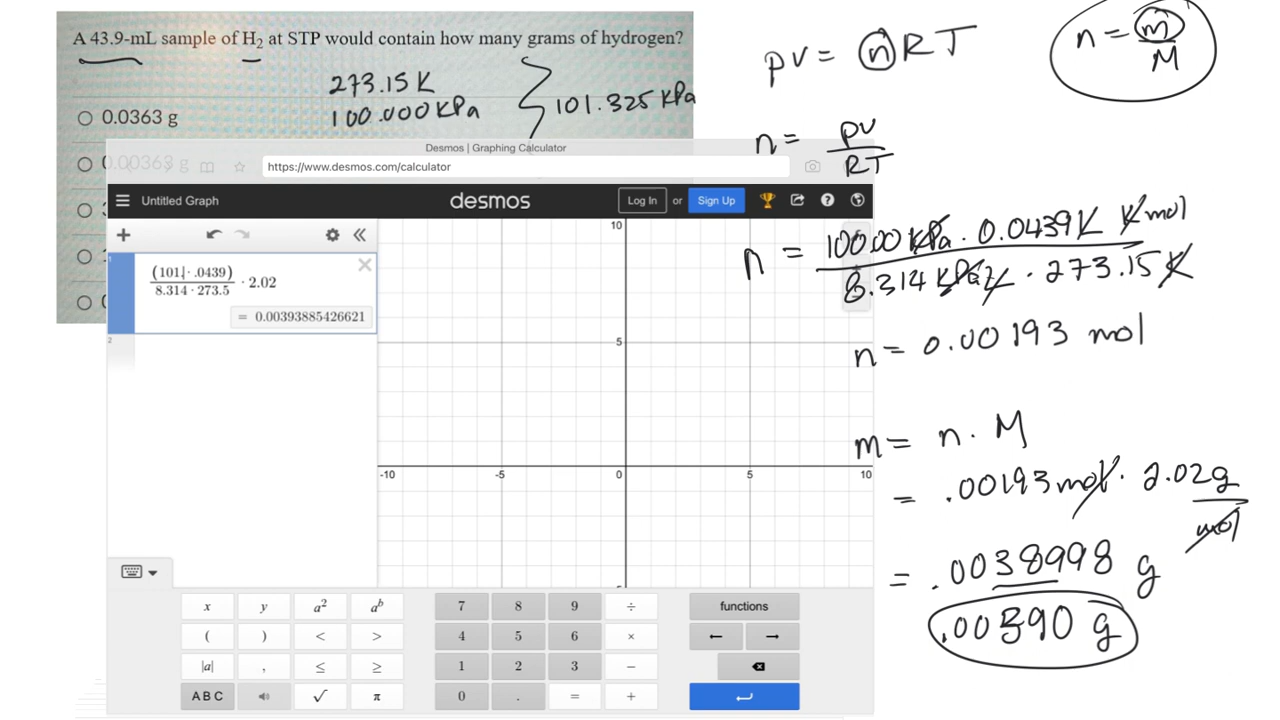 A 43.9-mL sample of H₂ at STP would contain how many grams of hydrogen?
273.15 K
100.000 KPa
101.325 KPa
0.0363 g
0.00363 g
pV = nRT
n = m/M
n = pV/RT
n = 100.00 KPa · 0.0439 K K mol / 8.314 KPa · 273.15 K
n = 0.00193 mol
m = n · M
= .00193 mol · 2.02 g/mol
= .0038998 g
.00390 g
Desmos | Graphing Calculator
https://www.desmos.com/calculator
Untitled Graph
desmos
Log In or Sign Up
1
(101 · .0439) / 8.314 · 273.5 · 2.02
= 0.00393885426621
2
10
5
-10 -5 0 5 10
x y a² aᵇ 7 8 9 ÷ functions
( ) < > 4 5 6 × ← →
|a| , ≤ ≥ 1 2 3 −
A B C √ π 0 . = +